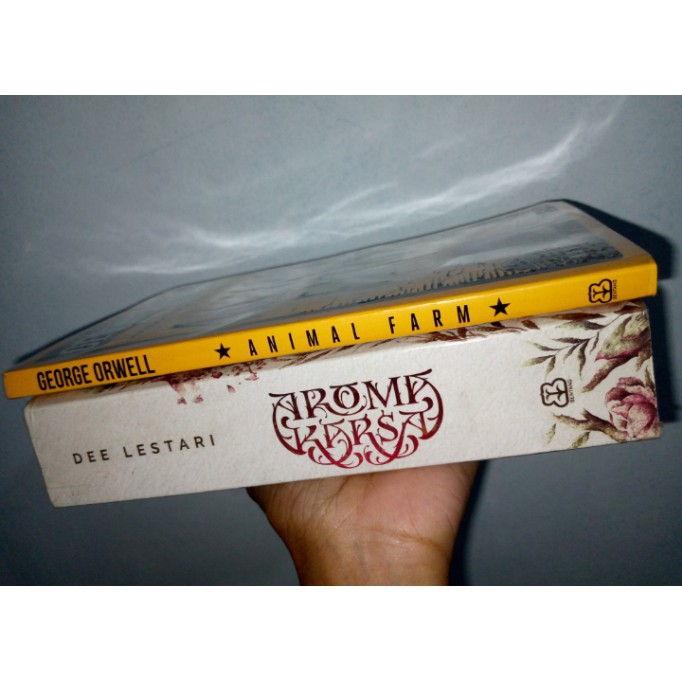 GEORGE ORWELL ★ ANIMAL FARM ★
DEE LESTARI AROMA KARSA